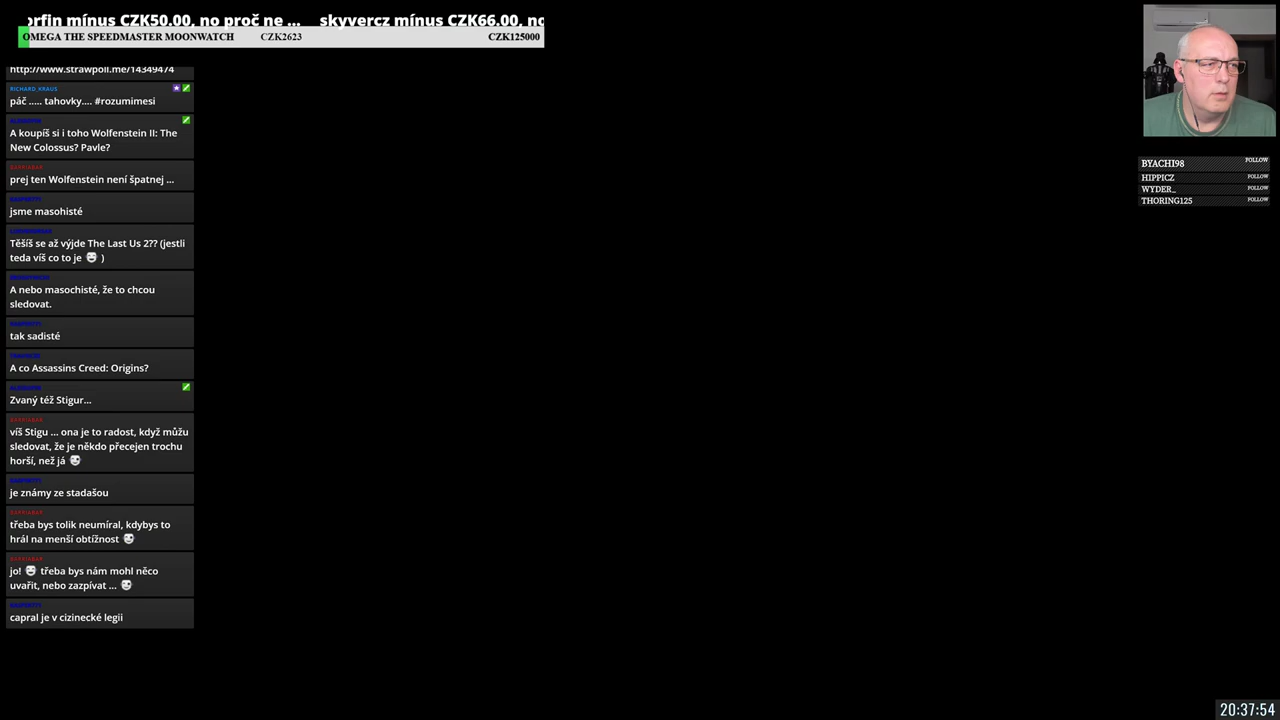 orfin mínus CZK50.00, no proč ne ... skyvercz mínus CZK66.00, no
OMEGA THE SPEEDMASTER MOONWATCH CZK2623 CZK125000
http://www.strawpoll.me/14349474
RICHARD_KRAUS
páč ..... tahovky.... #rozumimesi
A koupíš si i toho Wolfenstein II: The
New Colossus? Pavle?
prej ten Wolfenstein není špatnej ...
jsme masohisté
Těšíš se až výjde The Last Us 2?? (jestli
teda víš co to je )
A nebo masochisté, že to chcou
sledovat.
tak sadisté
A co Assassins Creed: Origins?
Zvaný též Stigur...
víš Stigu ... ona je to radost, když můžu
sledovat, že je někdo přecejen trochu
horší, než já
je známy ze stadašou
třeba bys tolik neumíral, kdybys to
hrál na menší obtížnost
jo! třeba bys nám mohl něco
uvařit, nebo zazpívat ...
capral je v cizinecké legii
BYACHI98 FOLLOW
HIPPICZ FOLLOW
WYDER_ FOLLOW
THORING125 FOLLOW
20:37:54